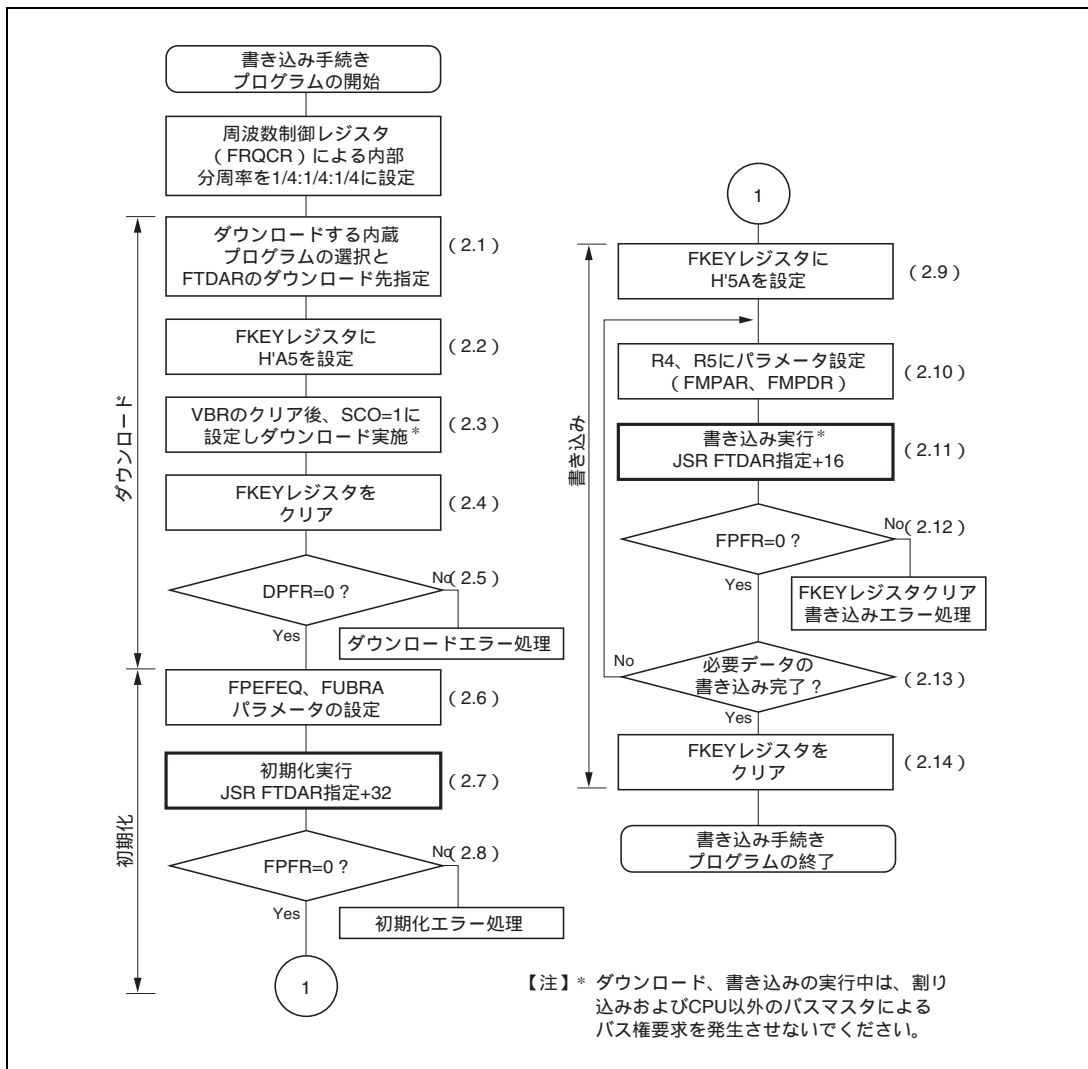 書き込み手続き
プログラムの開始
周波数制御レジスタ
（FRQCR）による内部
分周率を1/4:1/4:1/4に設定
ダウンロード
ダウンロードする内蔵
プログラムの選択と
FTDARのダウンロード先指定
（2.1）
FKEYレジスタに
H'A5を設定
（2.2）
VBRのクリア後、SCO=1に
設定しダウンロード実施*
（2.3）
FKEYレジスタを
クリア
（2.4）
DPFR=0？
No（2.5）
Yes
ダウンロードエラー処理
初期化
FPEFEQ、FUBRA
パラメータの設定
（2.6）
初期化実行
JSR FTDAR指定+32
（2.7）
FPFR=0？
No（2.8）
Yes
初期化エラー処理
1
1
書き込み
FKEYレジスタに
H'5Aを設定
（2.9）
R4、R5にパラメータ設定
（FMPAR、FMPDR）
（2.10）
書き込み実行*
JSR FTDAR指定+16
（2.11）
FPFR=0？
No（2.12）
Yes
FKEYレジスタクリア
書き込みエラー処理
No
必要データの
書き込み完了？
（2.13）
Yes
FKEYレジスタを
クリア
（2.14）
書き込み手続き
プログラムの終了
【注】* ダウンロード、書き込みの実行中は、割り
込みおよびCPU以外のバスマスタによる
バス権要求を発生させないでください。